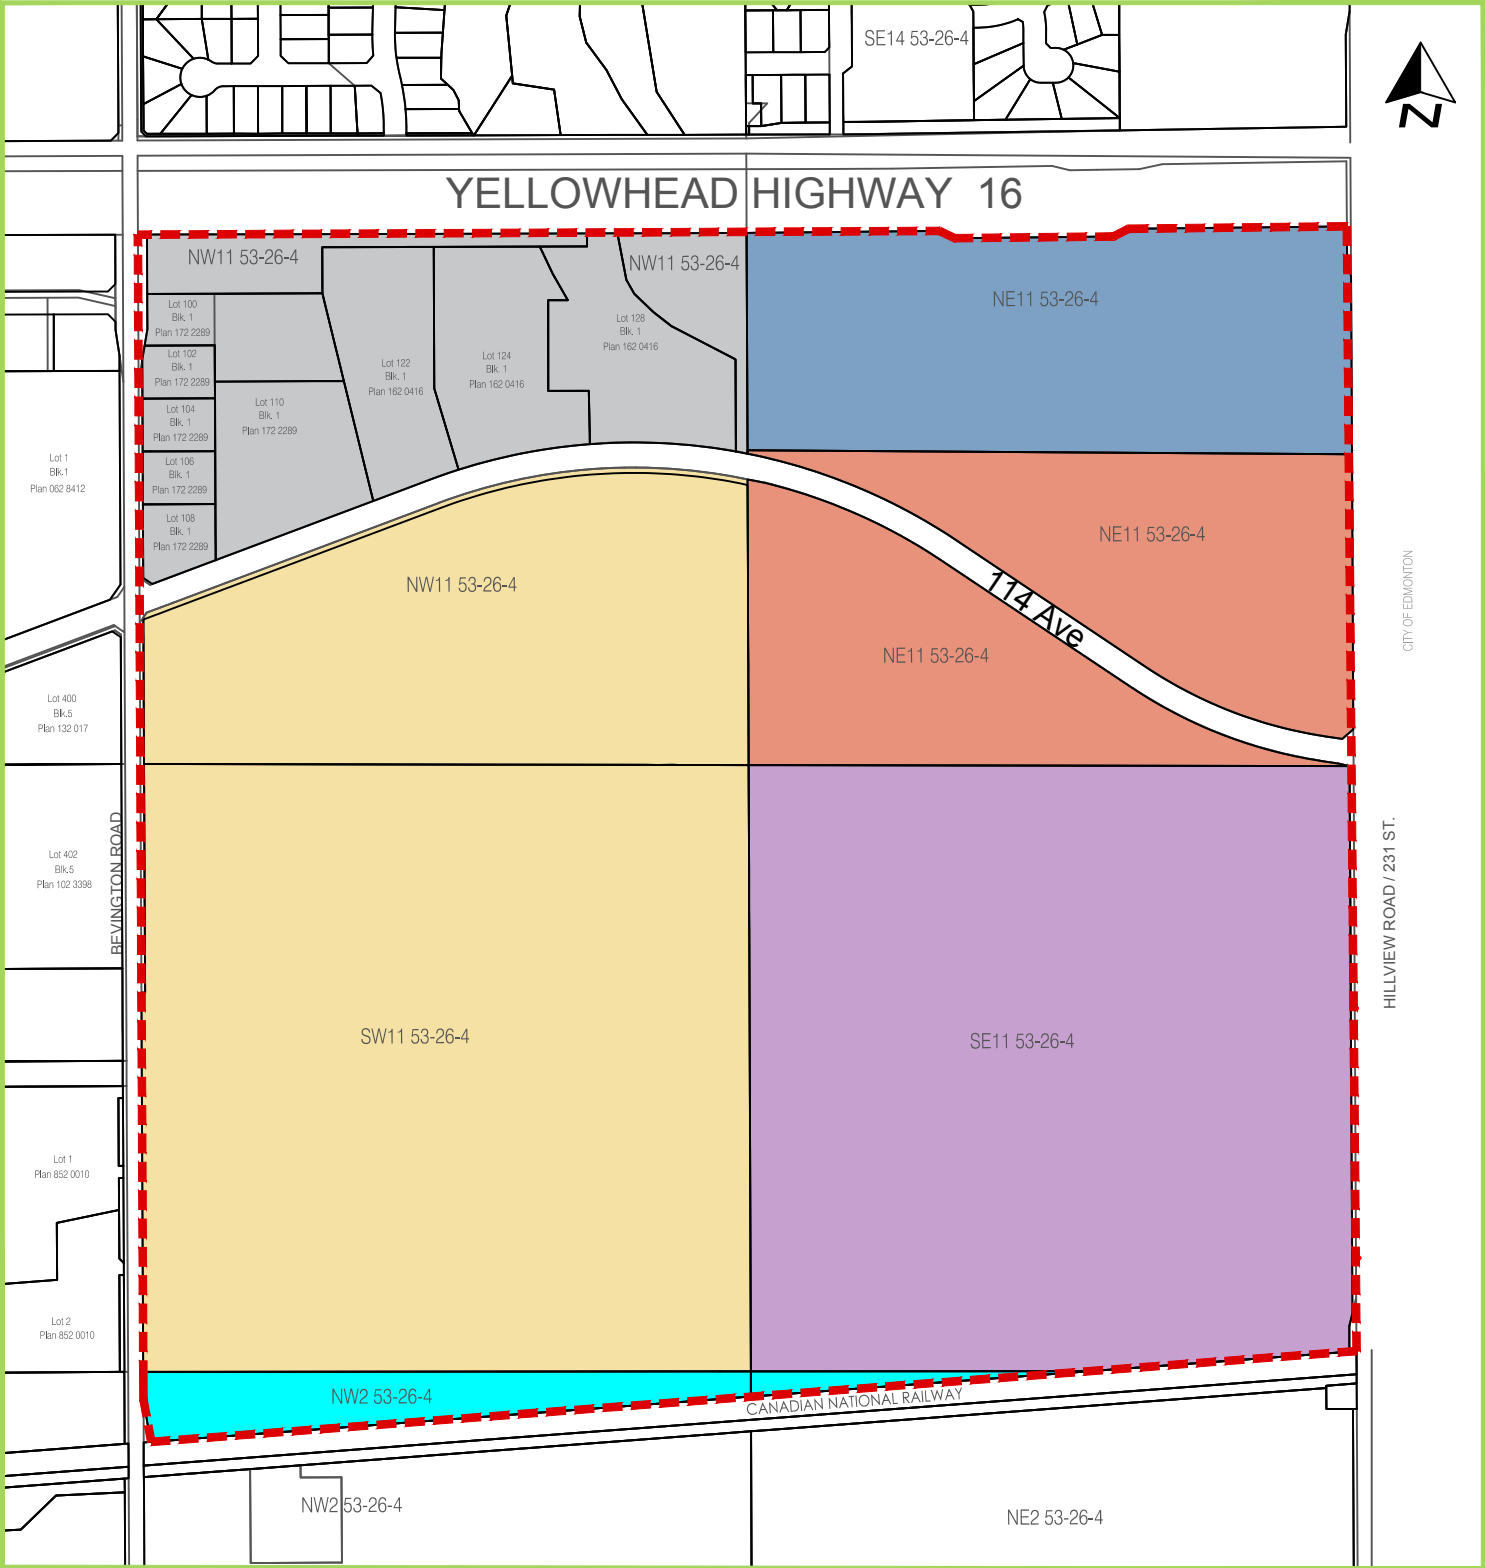 SE14 53-26-4
N
YELLOWHEAD HIGHWAY 16
NW11 53-26-4
NW11 53-26-4
NE11 53-26-4
Lot 100
Blk. 1
Plan 172 2289
Lot 102
Blk. 1
Plan 172 2289
Lot 104
Blk. 1
Plan 172 2289
Lot 106
Blk. 1
Plan 172 2289
Lot 108
Blk. 1
Plan 172 2289
Lot 110
Blk. 1
Plan 172 2289
Lot 122
Blk. 1
Plan 162 0416
Lot 124
Blk. 1
Plan 162 0416
Lot 128
Blk. 1
Plan 162 0416
Lot 1
Blk.1
Plan 062 8412
NW11 53-26-4
NE11 53-26-4
NE11 53-26-4
114 Ave
CITY OF EDMONTON
Lot 400
Blk.5
Plan 132 017
Lot 402
Blk.5
Plan 102 3398
BEVINGTON ROAD
HILLVIEW ROAD / 231 ST.
SW11 53-26-4
SE11 53-26-4
Lot 1
Plan 852 0010
Lot 2
Plan 852 0010
NW2 53-26-4
CANADIAN NATIONAL RAILWAY
NW2 53-26-4
NE2 53-26-4